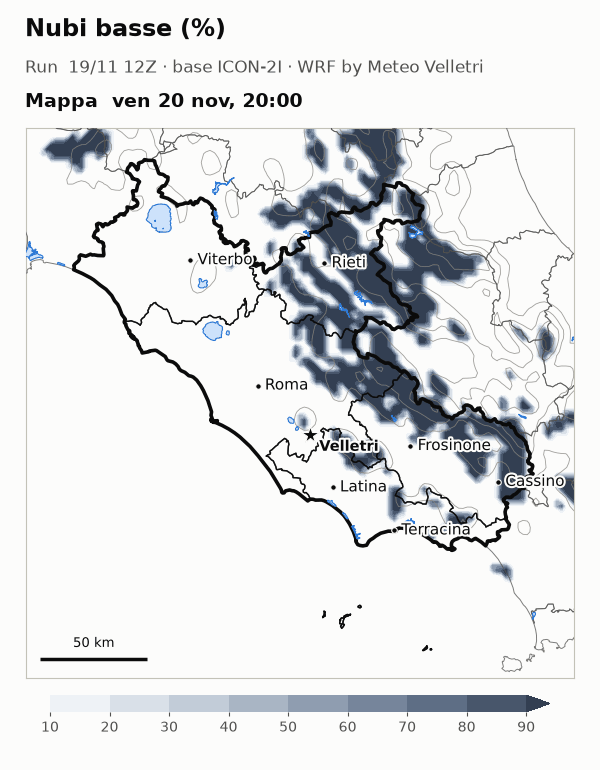 Nubi basse (%)
Run  19/11 12Z · base ICON-2I · WRF by Meteo Velletri
Mappa  ven 20 nov, 20:00
Viterbo
Rieti
Roma
Velletri
Frosinone
Cassino
Latina
Terracina
50 km
10 20 30 40 50 60 70 80 90